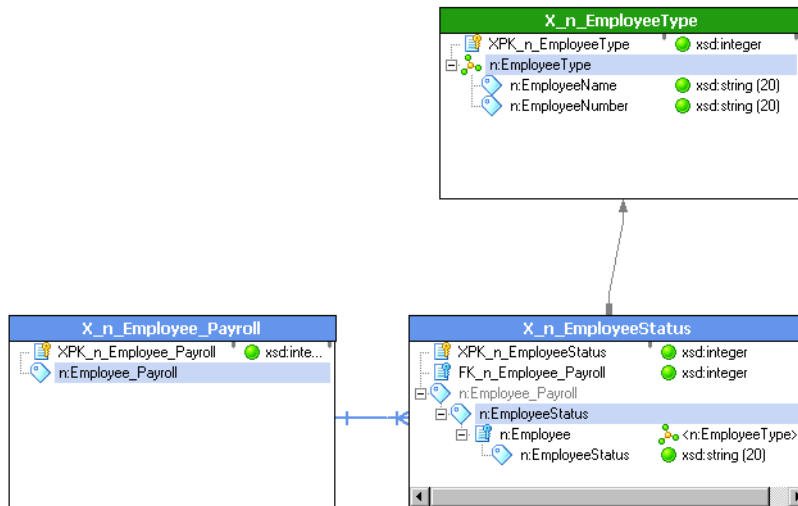 X_n_EmployeeType
XPK_n_EmployeeType xsd:integer
n:EmployeeType
n:EmployeeName xsd:string (20)
n:EmployeeNumber xsd:string (20)
X_n_Employee_Payroll
XPK_n_Employee_Payroll xsd:inte...
n:Employee_Payroll
X_n_EmployeeStatus
XPK_n_EmployeeStatus xsd:integer
FK_n_Employee_Payroll xsd:integer
n:Employee_Payroll
n:EmployeeStatus
n:Employee <n:EmployeeType>
n:EmployeeStatus xsd:string (20)